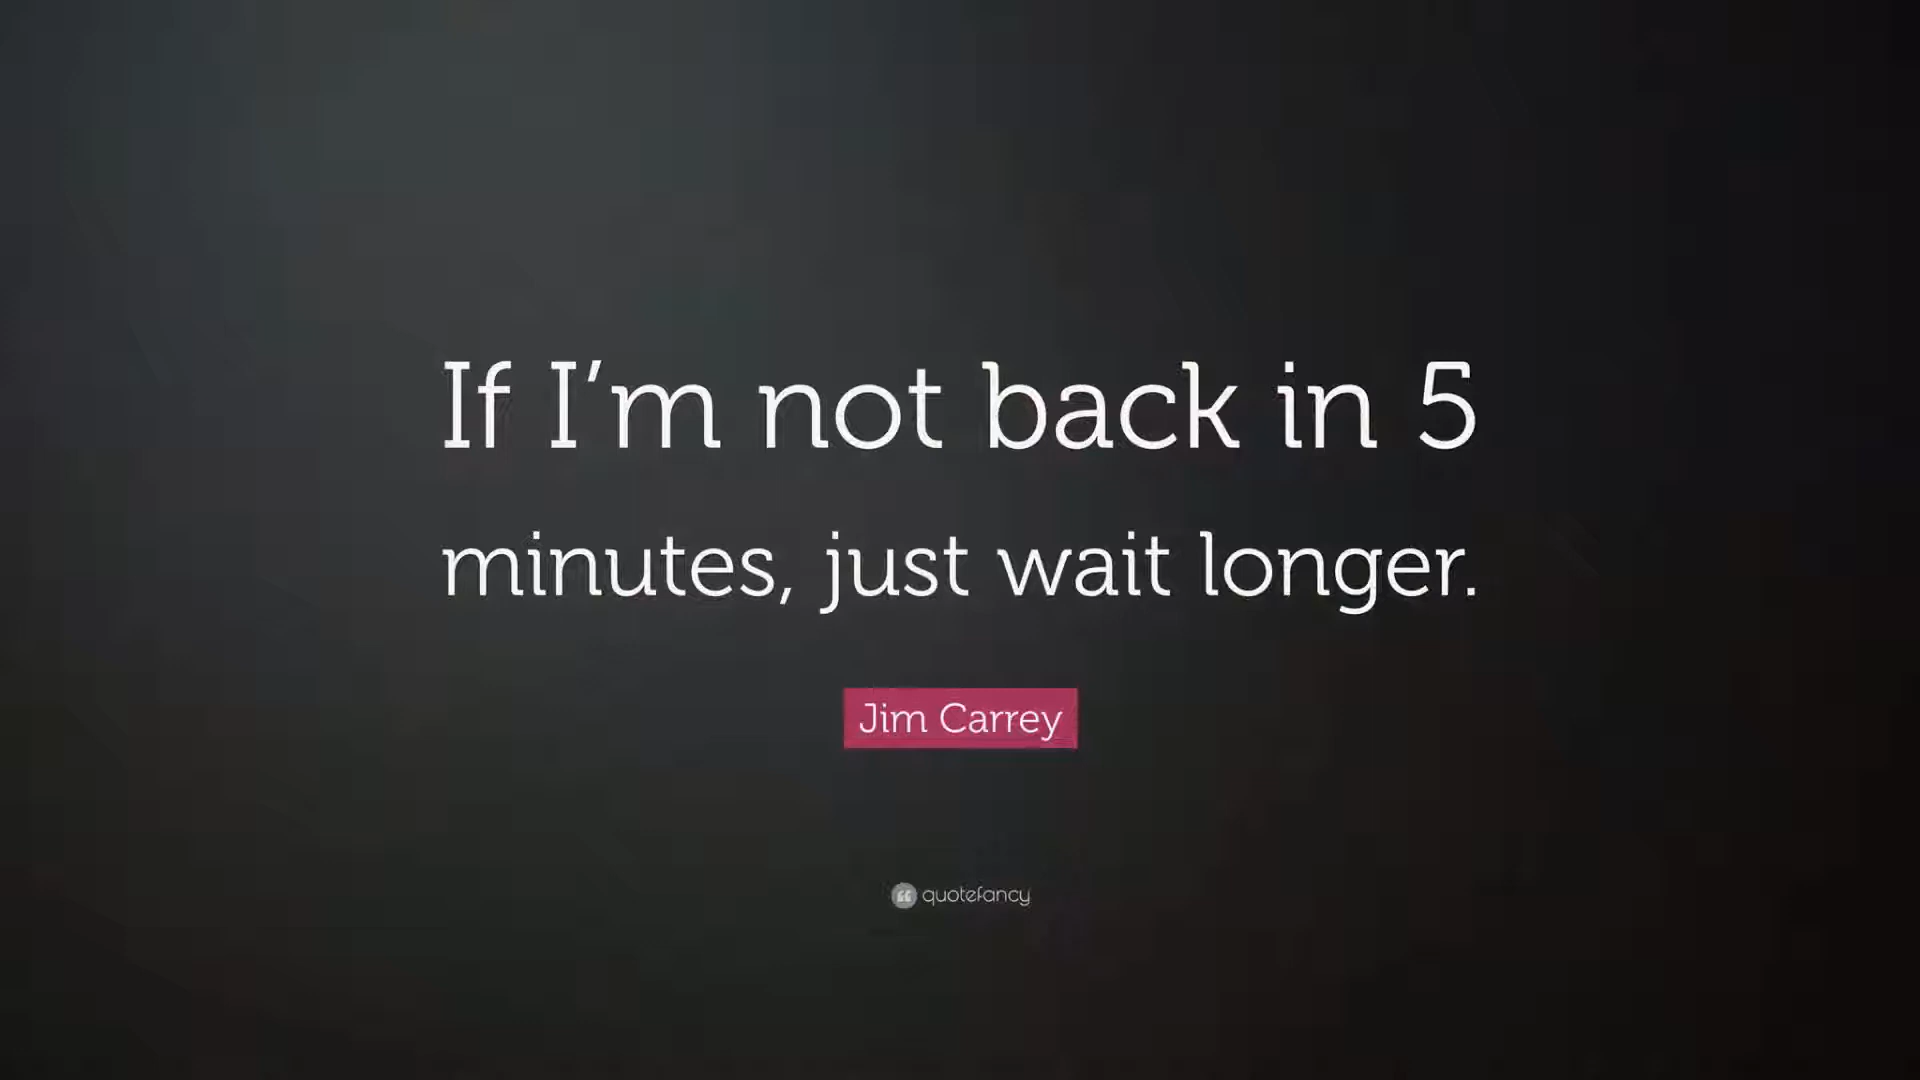 If I’m not back in 5
minutes, just wait longer.
Jim Carrey
quotefancy